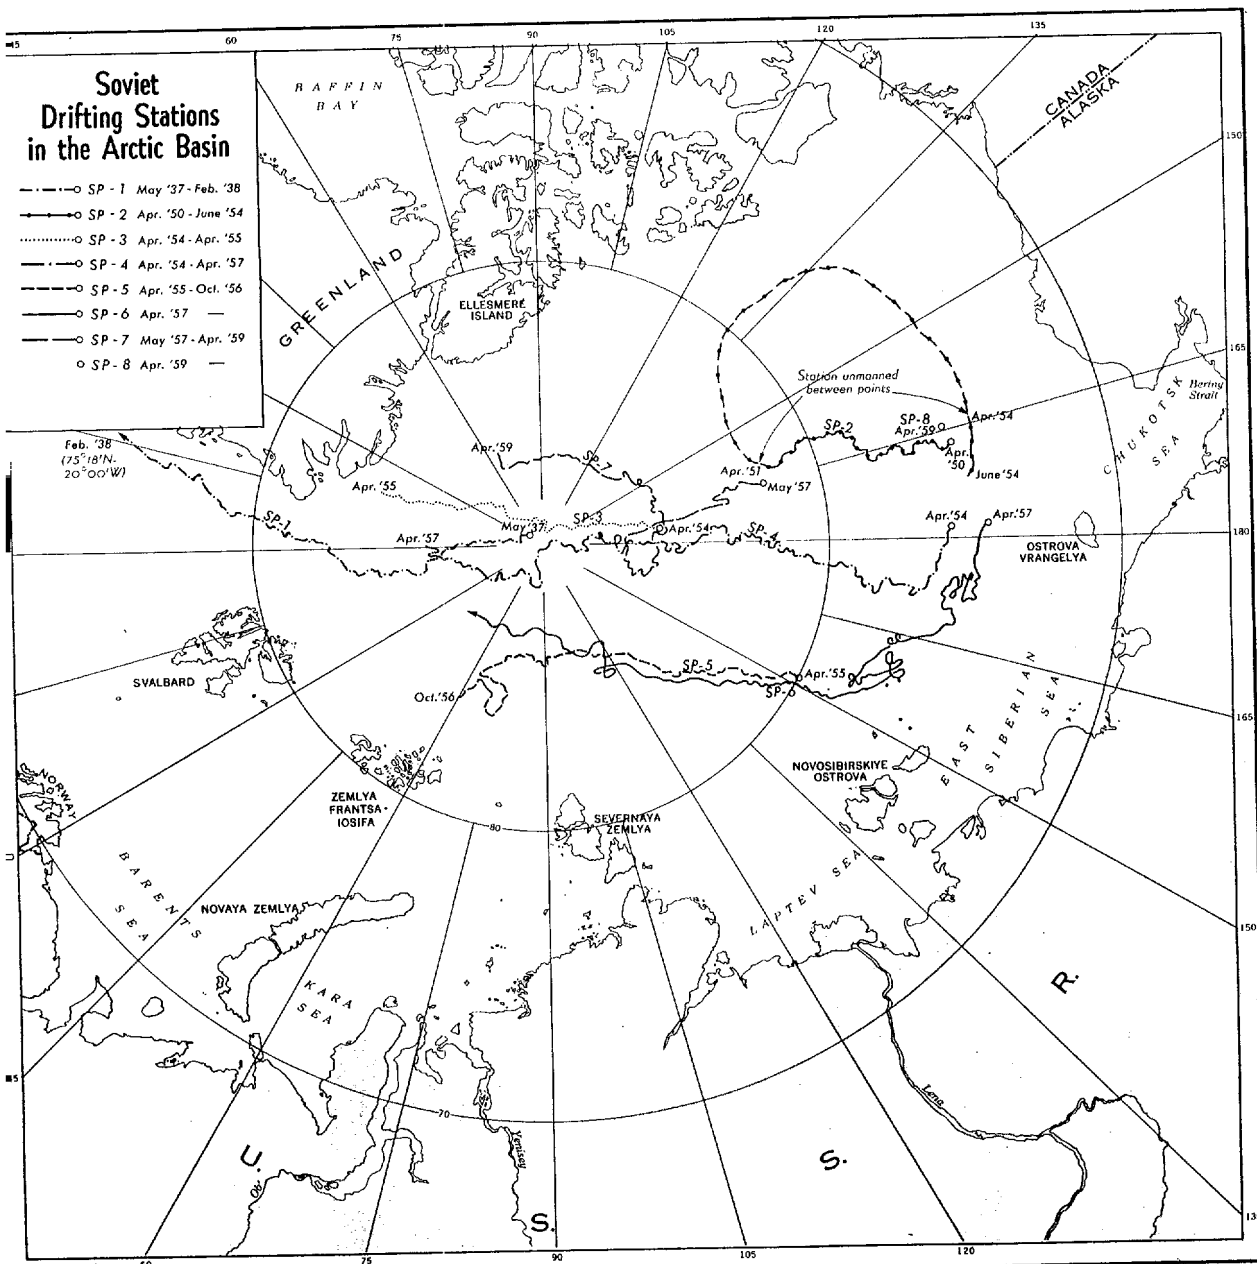 45
60
75
90
105
120
135
Soviet
Drifting Stations
in the Arctic Basin
SP - 1 May '37 - Feb. '38
SP - 2 Apr. '50 - June '54
SP - 3 Apr. '54 - Apr. '55
SP - 4 Apr. '54 - Apr. '57
SP - 5 Apr. '55 - Oct. '56
SP - 6 Apr. '57 —
SP - 7 May '57 - Apr. '59
SP - 8 Apr. '59 —
BAFFIN
BAY
CANADA
ALASKA
150
GREENLAND
ELLESMERE
ISLAND
165
Bering
Strait
CHUKOTSK
SEA
Station unmanned
between points
Apr. '54
SP-8
Apr. '59
SP-2
Apr.
'50
June '54
Apr. '51
May '57
Feb. '38
(75°18'N.
20°00'W)
Apr. '59
SP-7
Apr. '55
SP-1
May '37
SP-3
Apr. '54
SP-4
Apr. '54
Apr. '57
Apr. '57
OSTROVA
VRANGELYA
180
SVALBARD
Oct. '56
SP-5
Apr. '55
SP-6
165
EAST
SIBERIAN
SEA
NOVOSIBIRSKIYE
OSTROVA
NORWAY
ZEMLYA
FRANTSA-
IOSIFA
80
SEVERNAYA
ZEMLYA
BARENTS
SEA
NOVAYA ZEMLYA
LAPTEV SEA
150
KARA
SEA
70
Lena
Yenisey
Ob'
U.
S.
S.
R.
60
75
90
105
120